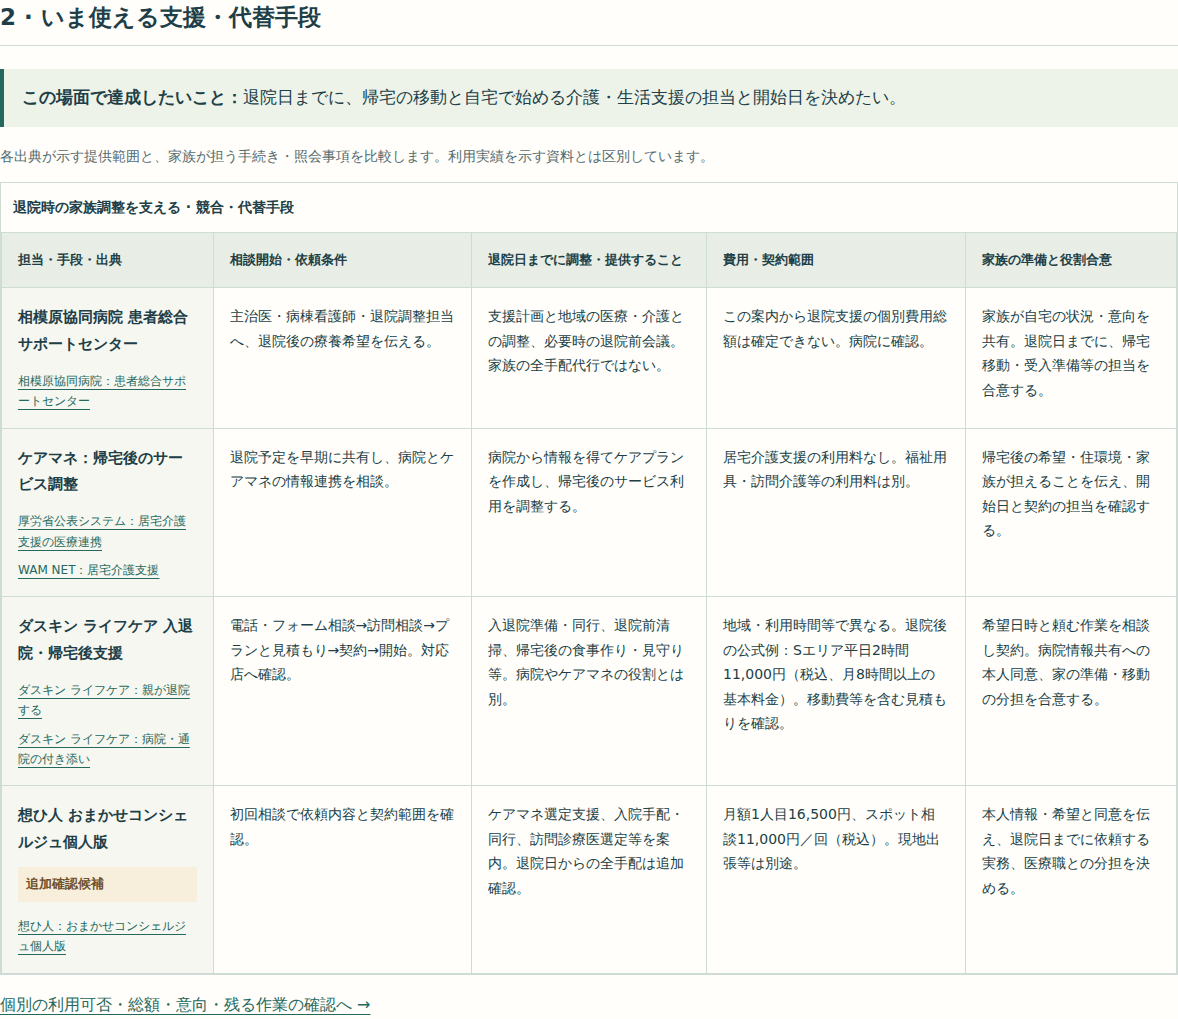 2・いま使える支援・代替手段
この場面で達成したいこと：退院日までに、帰宅の移動と自宅で始める介護・生活支援の担当と開始日を決めたい。
各出典が示す提供範囲と、家族が担う手続き・照会事項を比較します。利用実績を示す資料とは区別しています。
退院時の家族調整を支える・競合・代替手段
担当・手段・出典
相談開始・依頼条件
退院日までに調整・提供すること
費用・契約範囲
家族の準備と役割合意
相模原協同病院 患者総合
サポートセンター
相模原協同病院：患者総合サポ
ートセンター
主治医・病棟看護師・退院調整担当
へ、退院後の療養希望を伝える。
支援計画と地域の医療・介護と
の調整、必要時の退院前会議。
家族の全手配代行ではない。
この案内から退院支援の個別費用総
額は確定できない。病院に確認。
家族が自宅の状況・意向を
共有。退院日までに、帰宅
移動・受入準備等の担当を
合意する。
ケアマネ：帰宅後のサー
ビス調整
厚労省公表システム：居宅介護
支援の医療連携
WAM NET：居宅介護支援
退院予定を早期に共有し、病院とケ
アマネの情報連携を相談。
病院から情報を得てケアプラン
を作成し、帰宅後のサービス利
用を調整する。
居宅介護支援の利用料なし。福祉用
具・訪問介護等の利用料は別。
帰宅後の希望・住環境・家
族が担えることを伝え、開
始日と契約の担当を確認す
る。
ダスキン ライフケア 入退
院・帰宅後支援
ダスキン ライフケア：親が退院
する
ダスキン ライフケア：病院・通
院の付き添い
電話・フォーム相談→訪問相談→プ
ランと見積もり→契約→開始。対応
店へ確認。
入退院準備・同行、退院前清
掃、帰宅後の食事作り・見守り
等。病院やケアマネの役割とは
別。
地域・利用時間等で異なる。退院後
の公式例：Sエリア平日2時間
11,000円（税込、月8時間以上の
基本料金）。移動費等を含む見積も
りを確認。
希望日時と頼む作業を相談
し契約。病院情報共有への
本人同意、家の準備・移動
の分担を合意する。
想ひ人 おまかせコンシェ
ルジュ個人版
追加確認候補
想ひ人：おまかせコンシェルジ
ュ個人版
初回相談で依頼内容と契約範囲を確
認。
ケアマネ選定支援、入院手配・
同行、訪問診療医選定等を案
内。退院日からの全手配は追加
確認。
月額1人目16,500円、スポット相
談11,000円／回（税込）。現地出
張等は別途。
本人情報・希望と同意を伝
え、退院日までに依頼する
実務、医療職との分担を決
める。
個別の利用可否・総額・意向・残る作業の確認へ →